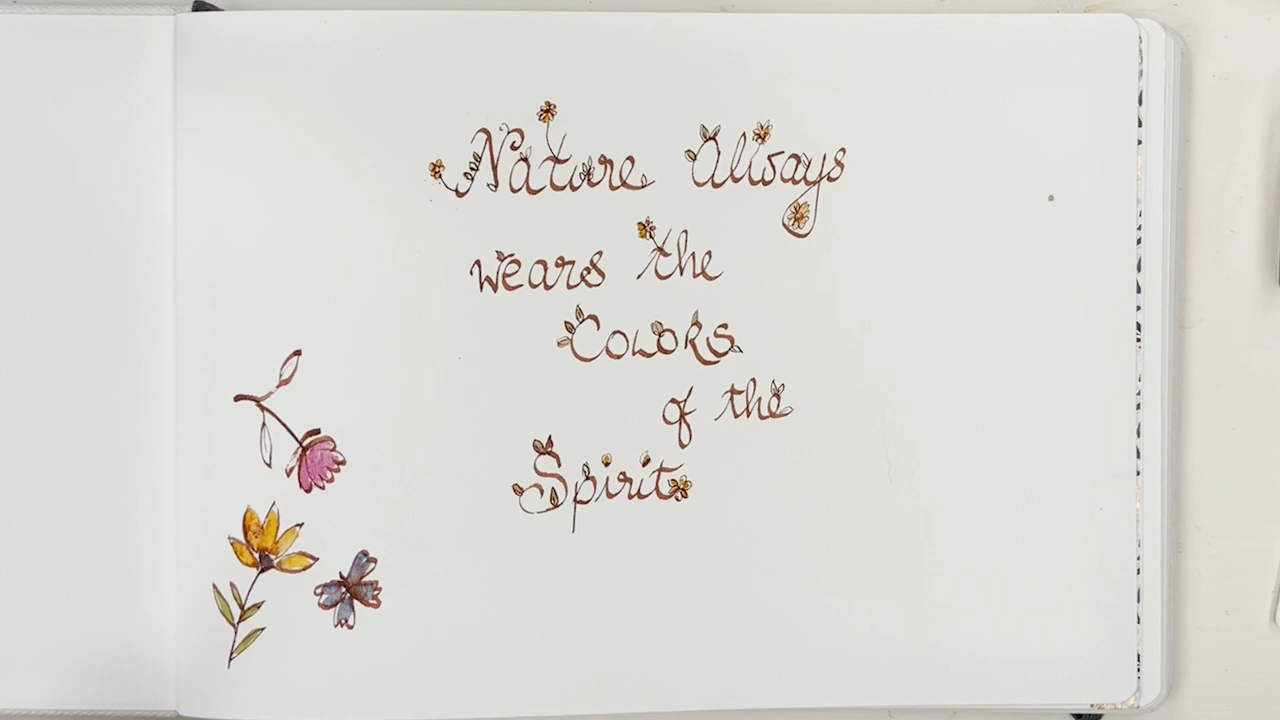 Nature Always
wears the
Colors
of the
Spirit